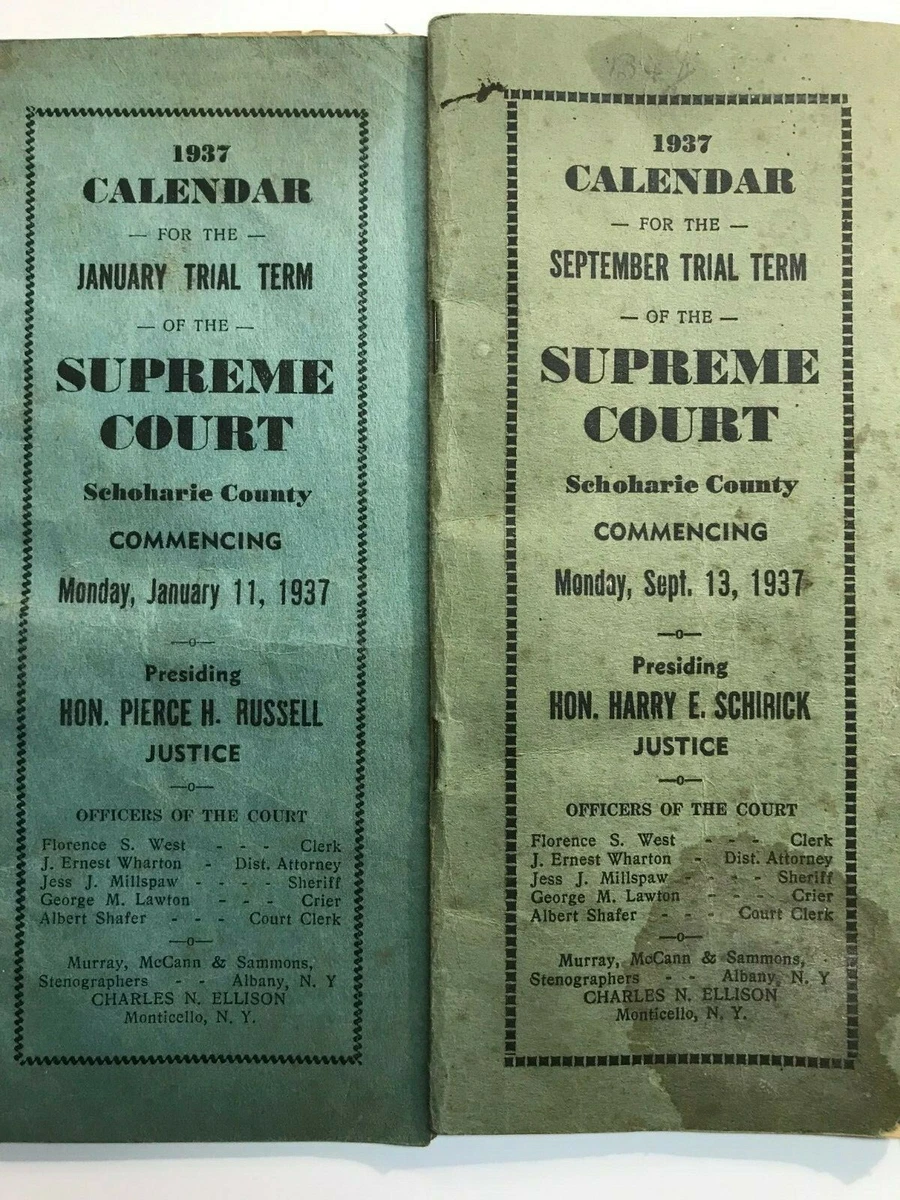 1937
CALENDAR
— FOR THE —
JANUARY TRIAL TERM
— OF THE —
SUPREME
COURT
Schoharie County
COMMENCING
Monday, January 11, 1937
—o—
Presiding
HON. PIERCE H. RUSSELL
JUSTICE
—o—
OFFICERS OF THE COURT
Florence S. West - - - Clerk
J. Ernest Wharton - Dist. Attorney
Jess J. Millspaw - - - - Sheriff
George M. Lawton - - - Crier
Albert Shafer - - - Court Clerk
—o—
Murray, McCann & Sammons,
Stenographers - - Albany, N. Y
CHARLES N. ELLISON
Monticello, N. Y.
1937
CALENDAR
— FOR THE —
SEPTEMBER TRIAL TERM
— OF THE —
SUPREME
COURT
Schoharie County
COMMENCING
Monday, Sept. 13, 1937
—o—
Presiding
HON. HARRY E. SCHIRICK
JUSTICE
—o—
OFFICERS OF THE COURT
Florence S. West - - - Clerk
J. Ernest Wharton - Dist. Attorney
Jess J. Millspaw - - - - Sheriff
George M. Lawton - - - Crier
Albert Shafer - - - Court Clerk
—o—
Murray, McCann & Sammons,
Stenographers - - Albany, N. Y
CHARLES N. ELLISON
Monticello, N. Y.